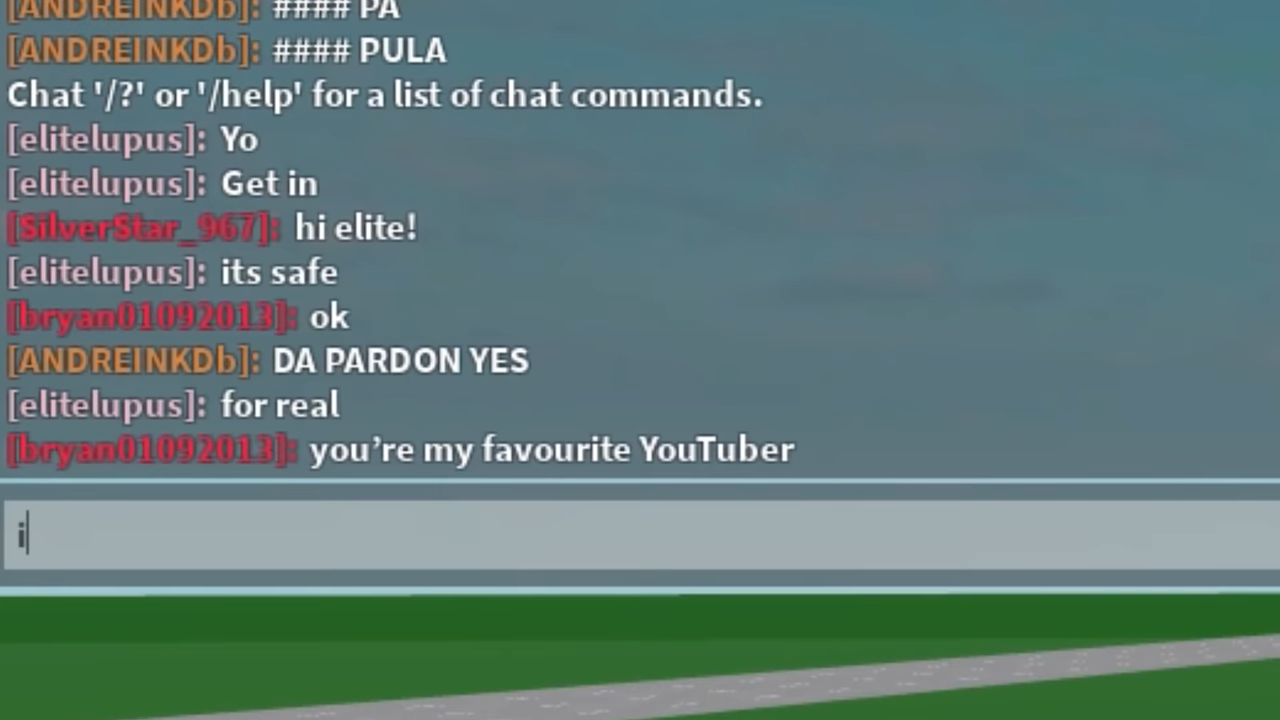 [ANDREINKDb]: #### PA
[ANDREINKDb]: #### PULA
Chat '/?' or '/help' for a list of chat commands.
[elitelupus]: Yo
[elitelupus]: Get in
[SilverStar_967]: hi elite!
[elitelupus]: its safe
[bryan01092013]: ok
[ANDREINKDb]: DA PARDON YES
[elitelupus]: for real
[bryan01092013]: you’re my favourite YouTuber
i